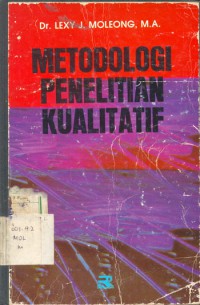 Dr. LEXY J. MOLEONG, M.A.
METODOLOGI
PENELITIAN
KUALITATIF